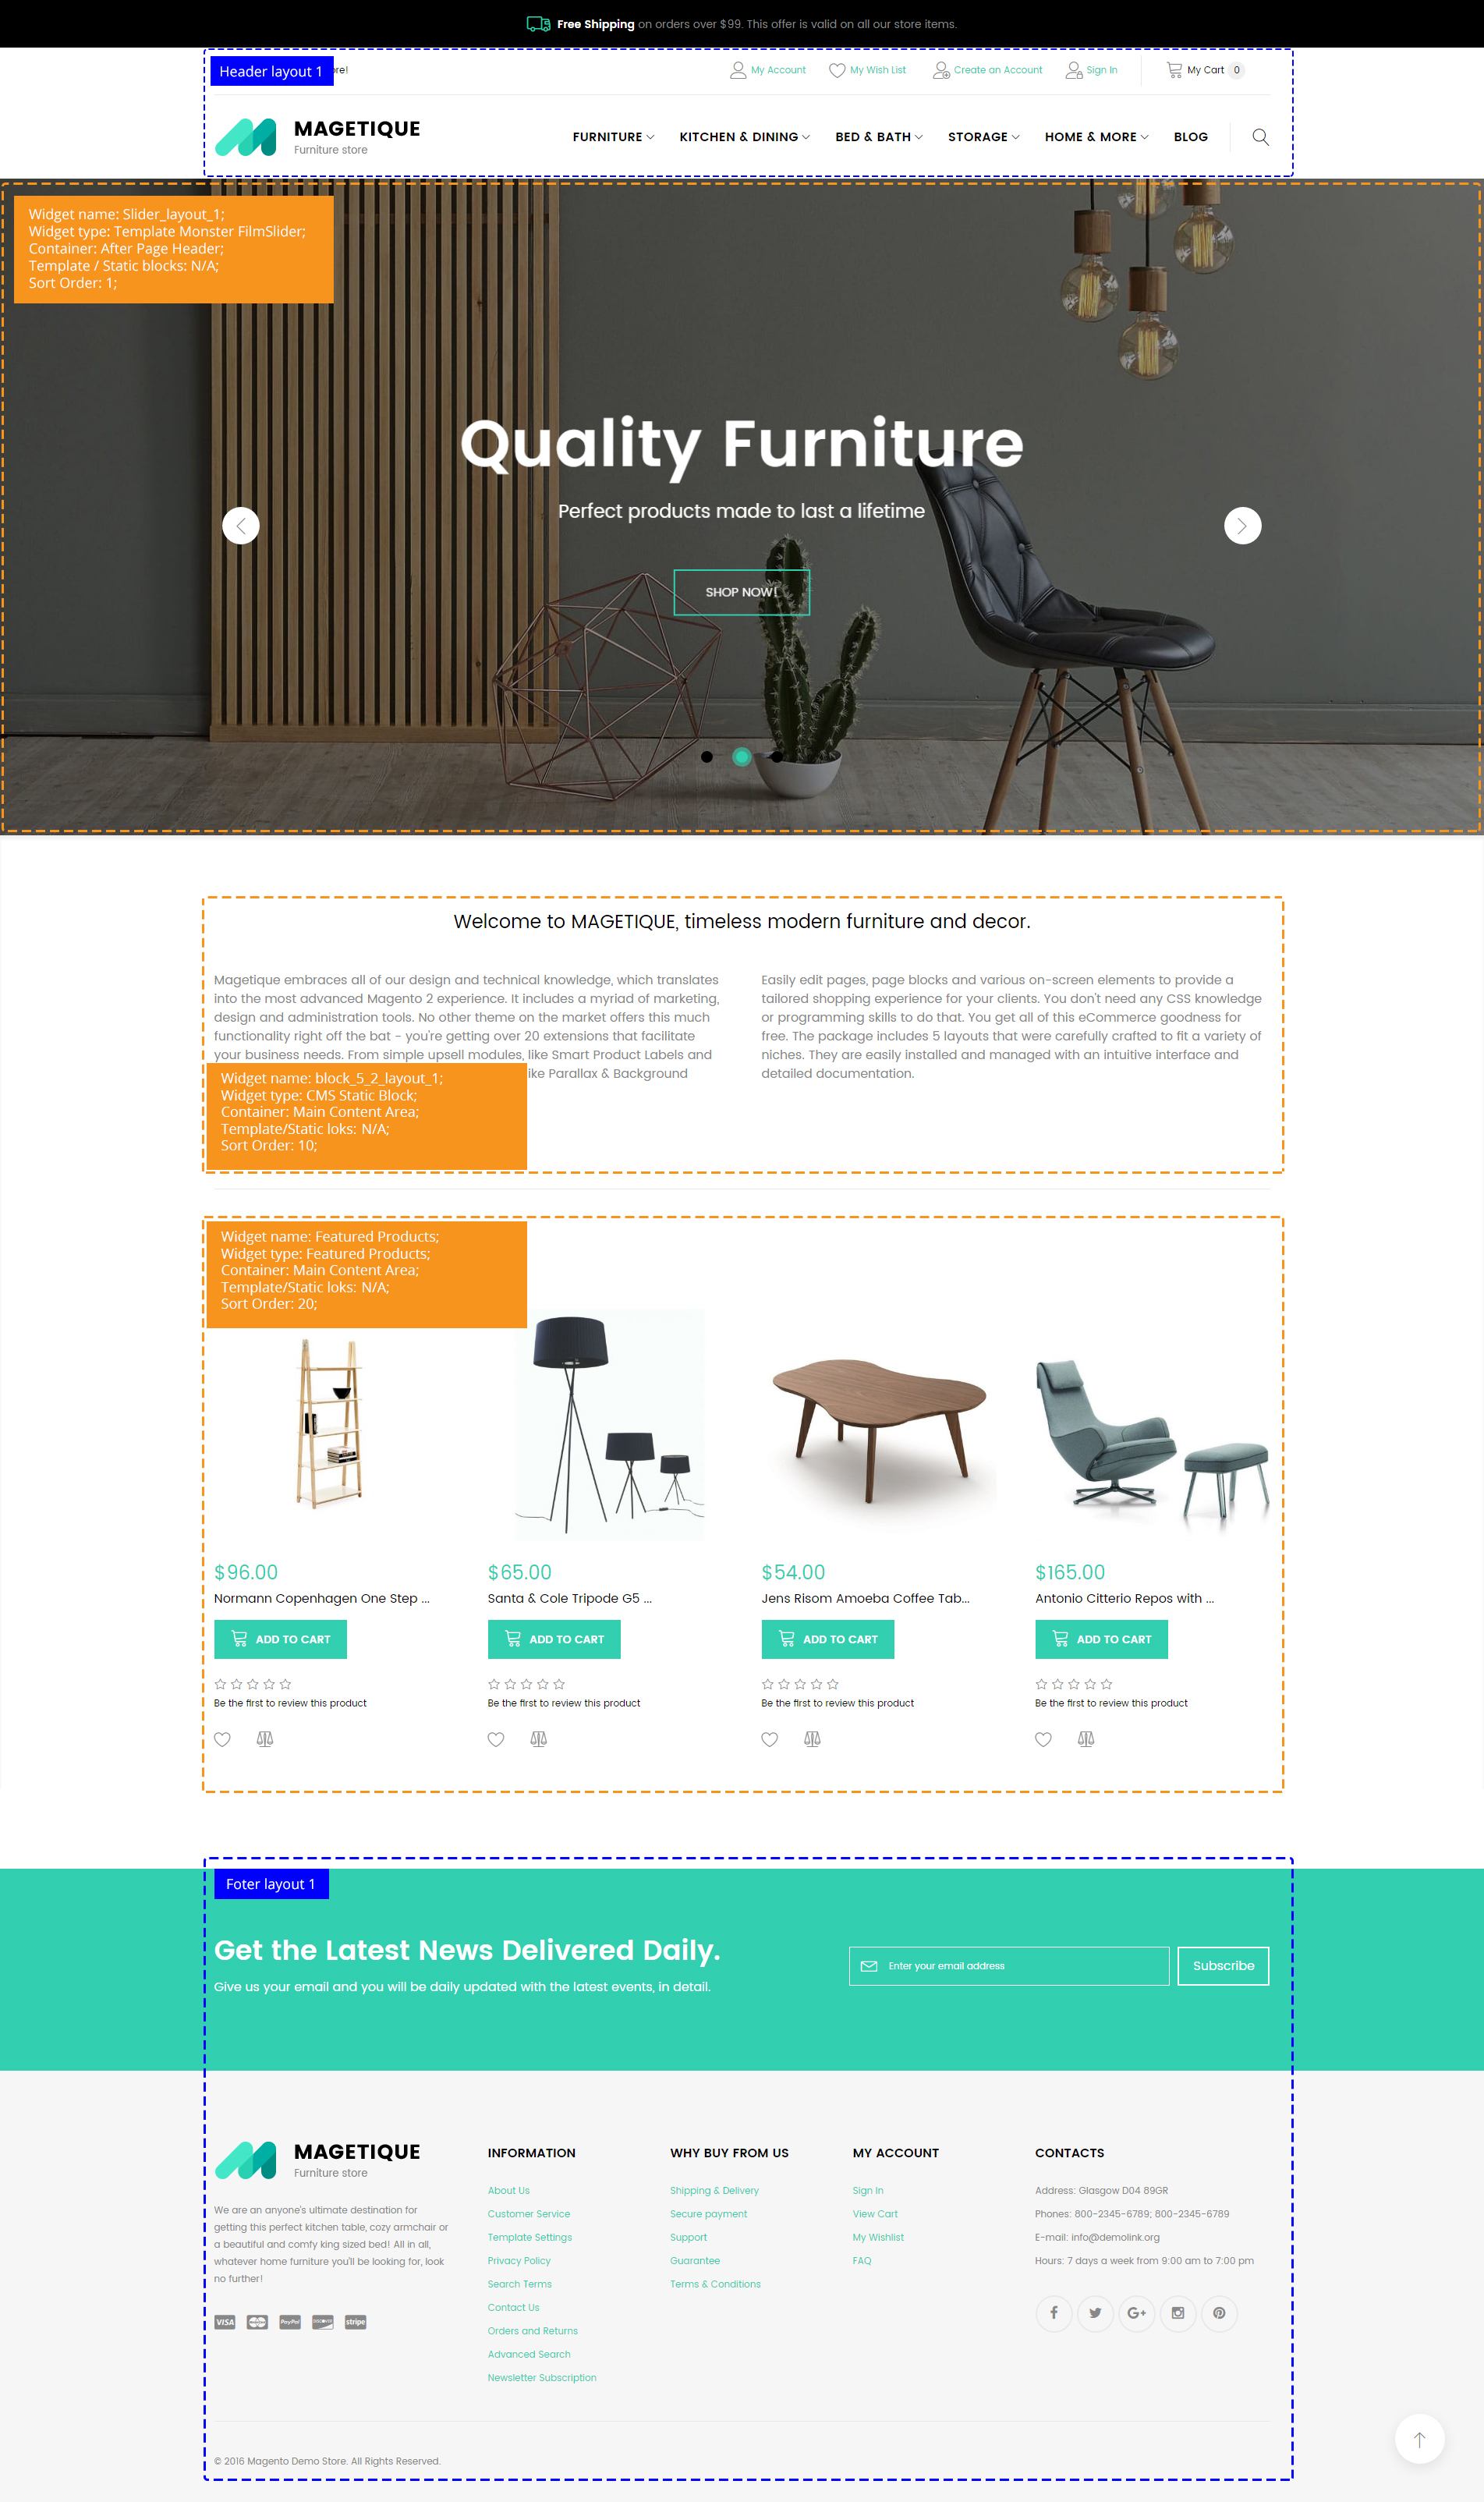 Free Shipping on orders over $99. This offer is valid on all our store items.
Header layout 1
re!
My Account
My Wish List
Create an Account
Sign In
My Cart 0
MAGETIQUE
Furniture store
FURNITURE
KITCHEN & DINING
BED & BATH
STORAGE
HOME & MORE
BLOG
Widget name: Slider_layout_1;
Widget type: Template Monster FilmSlider;
Container: After Page Header;
Template / Static blocks: N/A;
Sort Order: 1;
Quality Furniture
Perfect products made to last a lifetime
SHOP NOW!
Welcome to MAGETIQUE, timeless modern furniture and decor.
Magetique embraces all of our design and technical knowledge, which translates
into the most advanced Magento 2 experience. It includes a myriad of marketing,
design and administration tools. No other theme on the market offers this much
functionality right off the bat - you're getting over 20 extensions that facilitate
your business needs. From simple upsell modules, like Smart Product Labels and
ike Parallax & Background
Easily edit pages, page blocks and various on-screen elements to provide a
tailored shopping experience for your clients. You don't need any CSS knowledge
or programming skills to do that. You get all of this eCommerce goodness for
free. The package includes 5 layouts that were carefully crafted to fit a variety of
niches. They are easily installed and managed with an intuitive interface and
detailed documentation.
Widget name: block_5_2_layout_1;
Widget type: CMS Static Block;
Container: Main Content Area;
Template/Static loks: N/A;
Sort Order: 10;
Widget name: Featured Products;
Widget type: Featured Products;
Container: Main Content Area;
Template/Static loks: N/A;
Sort Order: 20;
$96.00
Normann Copenhagen One Step ...
ADD TO CART
Be the first to review this product
$65.00
Santa & Cole Tripode G5 ...
ADD TO CART
Be the first to review this product
$54.00
Jens Risom Amoeba Coffee Tab...
ADD TO CART
Be the first to review this product
$165.00
Antonio Citterio Repos with ...
ADD TO CART
Be the first to review this product
Foter layout 1
Get the Latest News Delivered Daily.
Give us your email and you will be daily updated with the latest events, in detail.
Enter your email address
Subscribe
MAGETIQUE
Furniture store
We are an anyone's ultimate destination for
getting this perfect kitchen table, cozy armchair or
a beautiful and comfy king sized bed! All in all,
whatever home furniture you'll be looking for, look
no further!
VISA
MasterCard
PayPal
DISCOVER
stripe
INFORMATION
About Us
Customer Service
Template Settings
Privacy Policy
Search Terms
Contact Us
Orders and Returns
Advanced Search
Newsletter Subscription
WHY BUY FROM US
Shipping & Delivery
Secure payment
Support
Guarantee
Terms & Conditions
MY ACCOUNT
Sign In
View Cart
My Wishlist
FAQ
CONTACTS
Address: Glasgow D04 89GR
Phones: 800-2345-6789; 800-2345-6789
E-mail: info@demolink.org
Hours: 7 days a week from 9:00 am to 7:00 pm
© 2016 Magento Demo Store. All Rights Reserved.